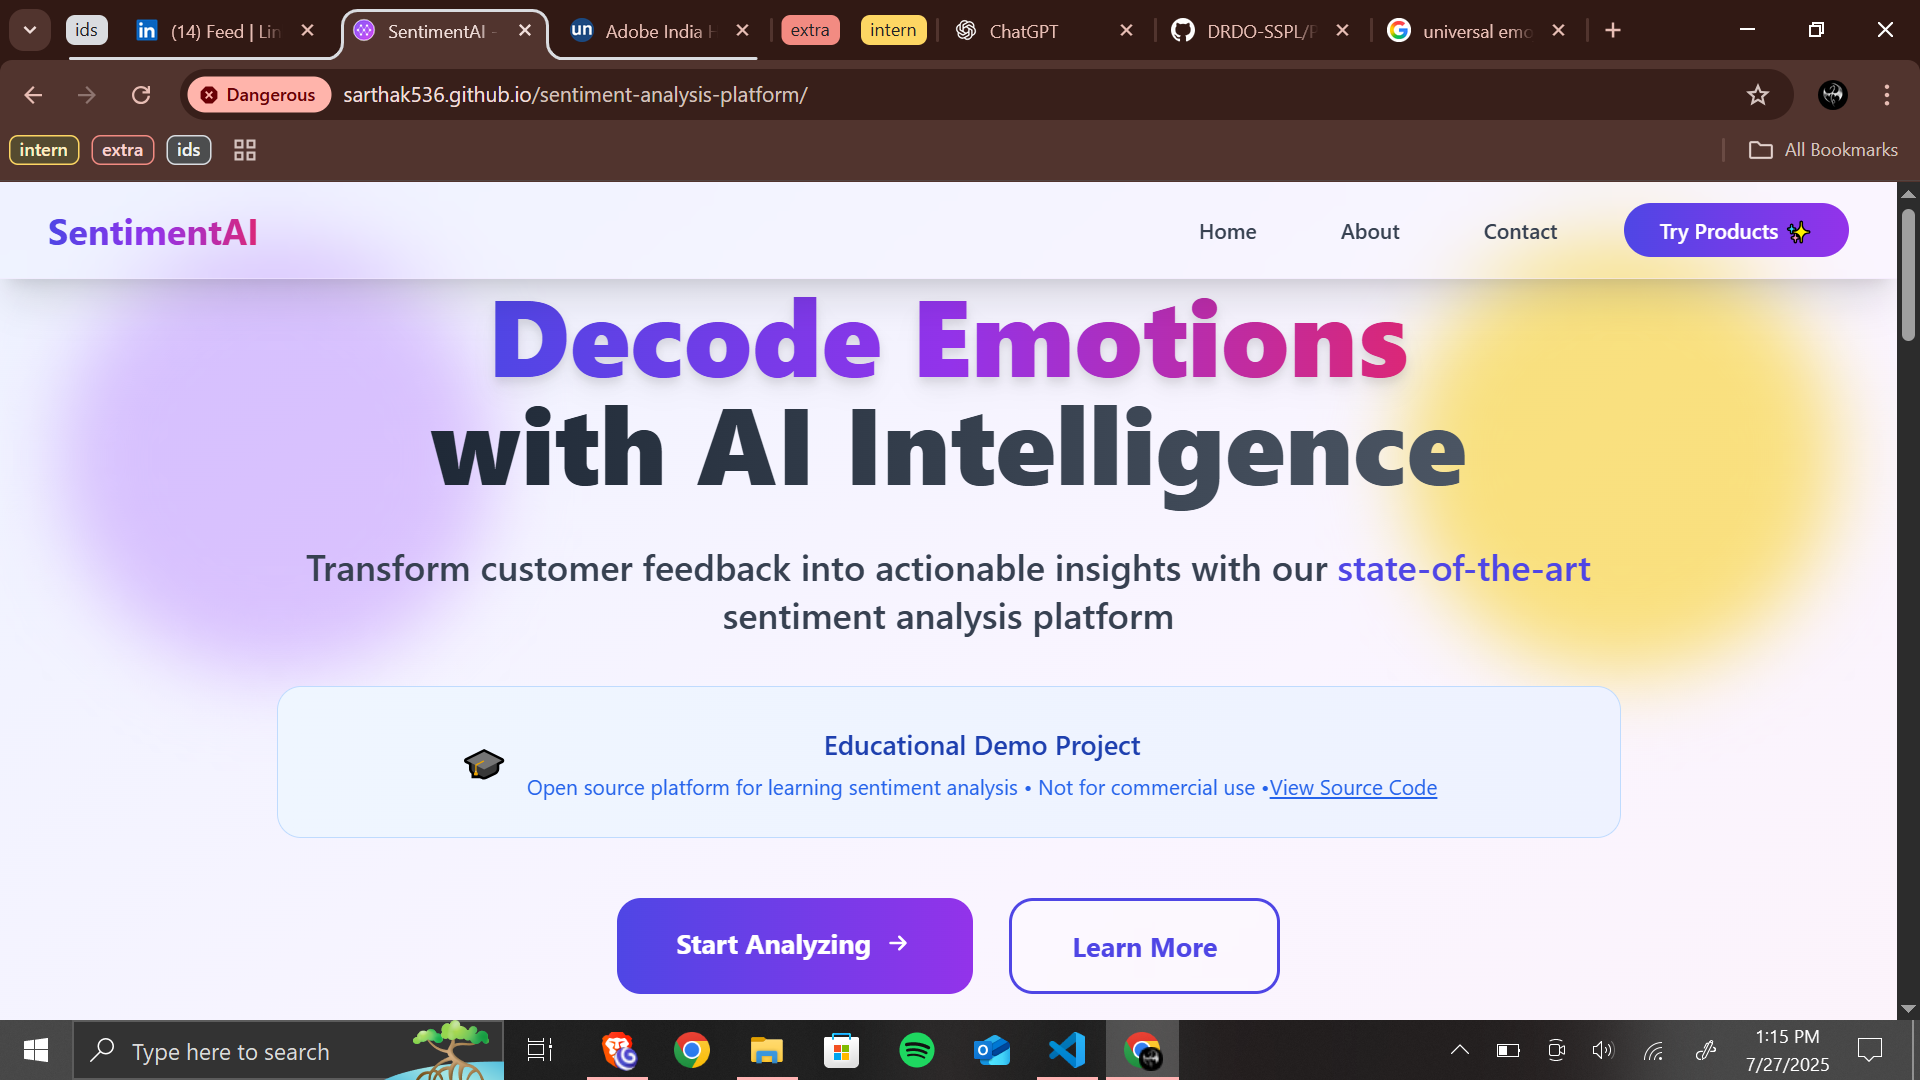 ids
(14) Feed | Lin
SentimentAI -
un
Adobe India H
extra
intern
ChatGPT
DRDO-SSPL/P
universal emo
Dangerous
sarthak536.github.io/sentiment-analysis-platform/
intern
extra
ids
All Bookmarks
SentimentAI
Home
About
Contact
Try Products
Decode Emotions
with AI Intelligence
Transform customer feedback into actionable insights with our state-of-the-art
sentiment analysis platform
Educational Demo Project
Open source platform for learning sentiment analysis • Not for commercial use •View Source Code
Start Analyzing →
Learn More
Type here to search
1:15 PM
7/27/2025